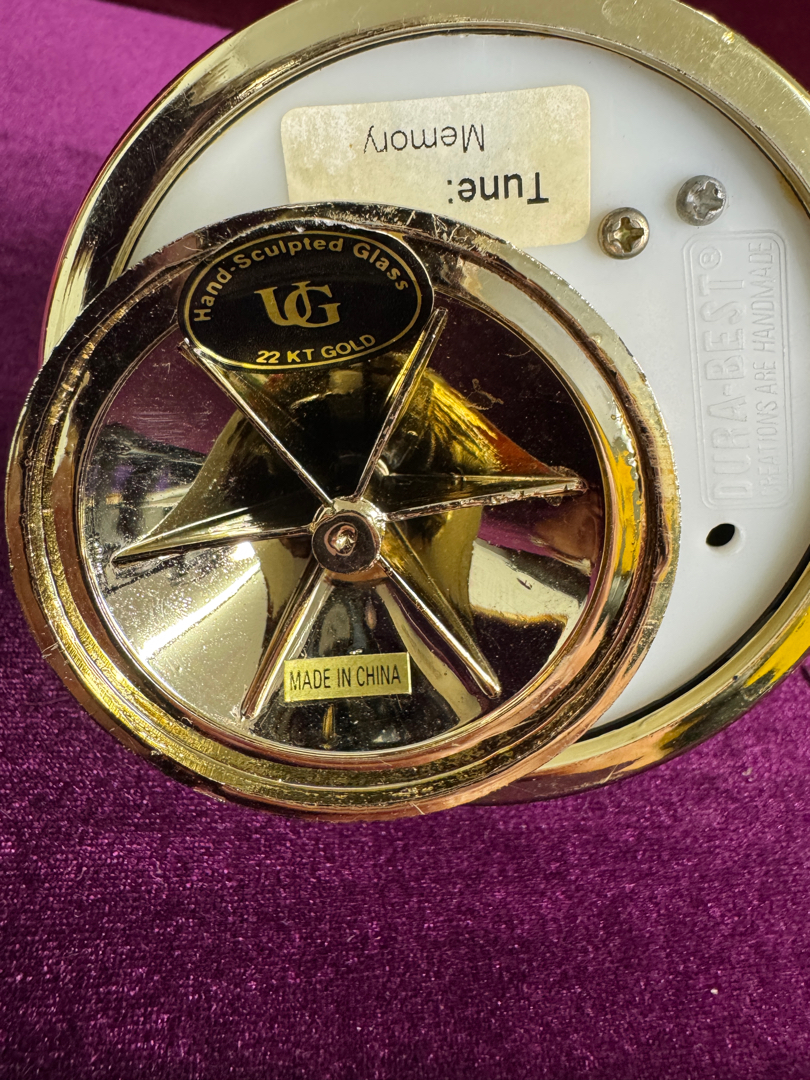 Tune:
Memory
Hand-Sculpted Glass
UG
22 KT GOLD
DURA-BEST®
CREATIONS ARE HANDMADE
MADE IN CHINA